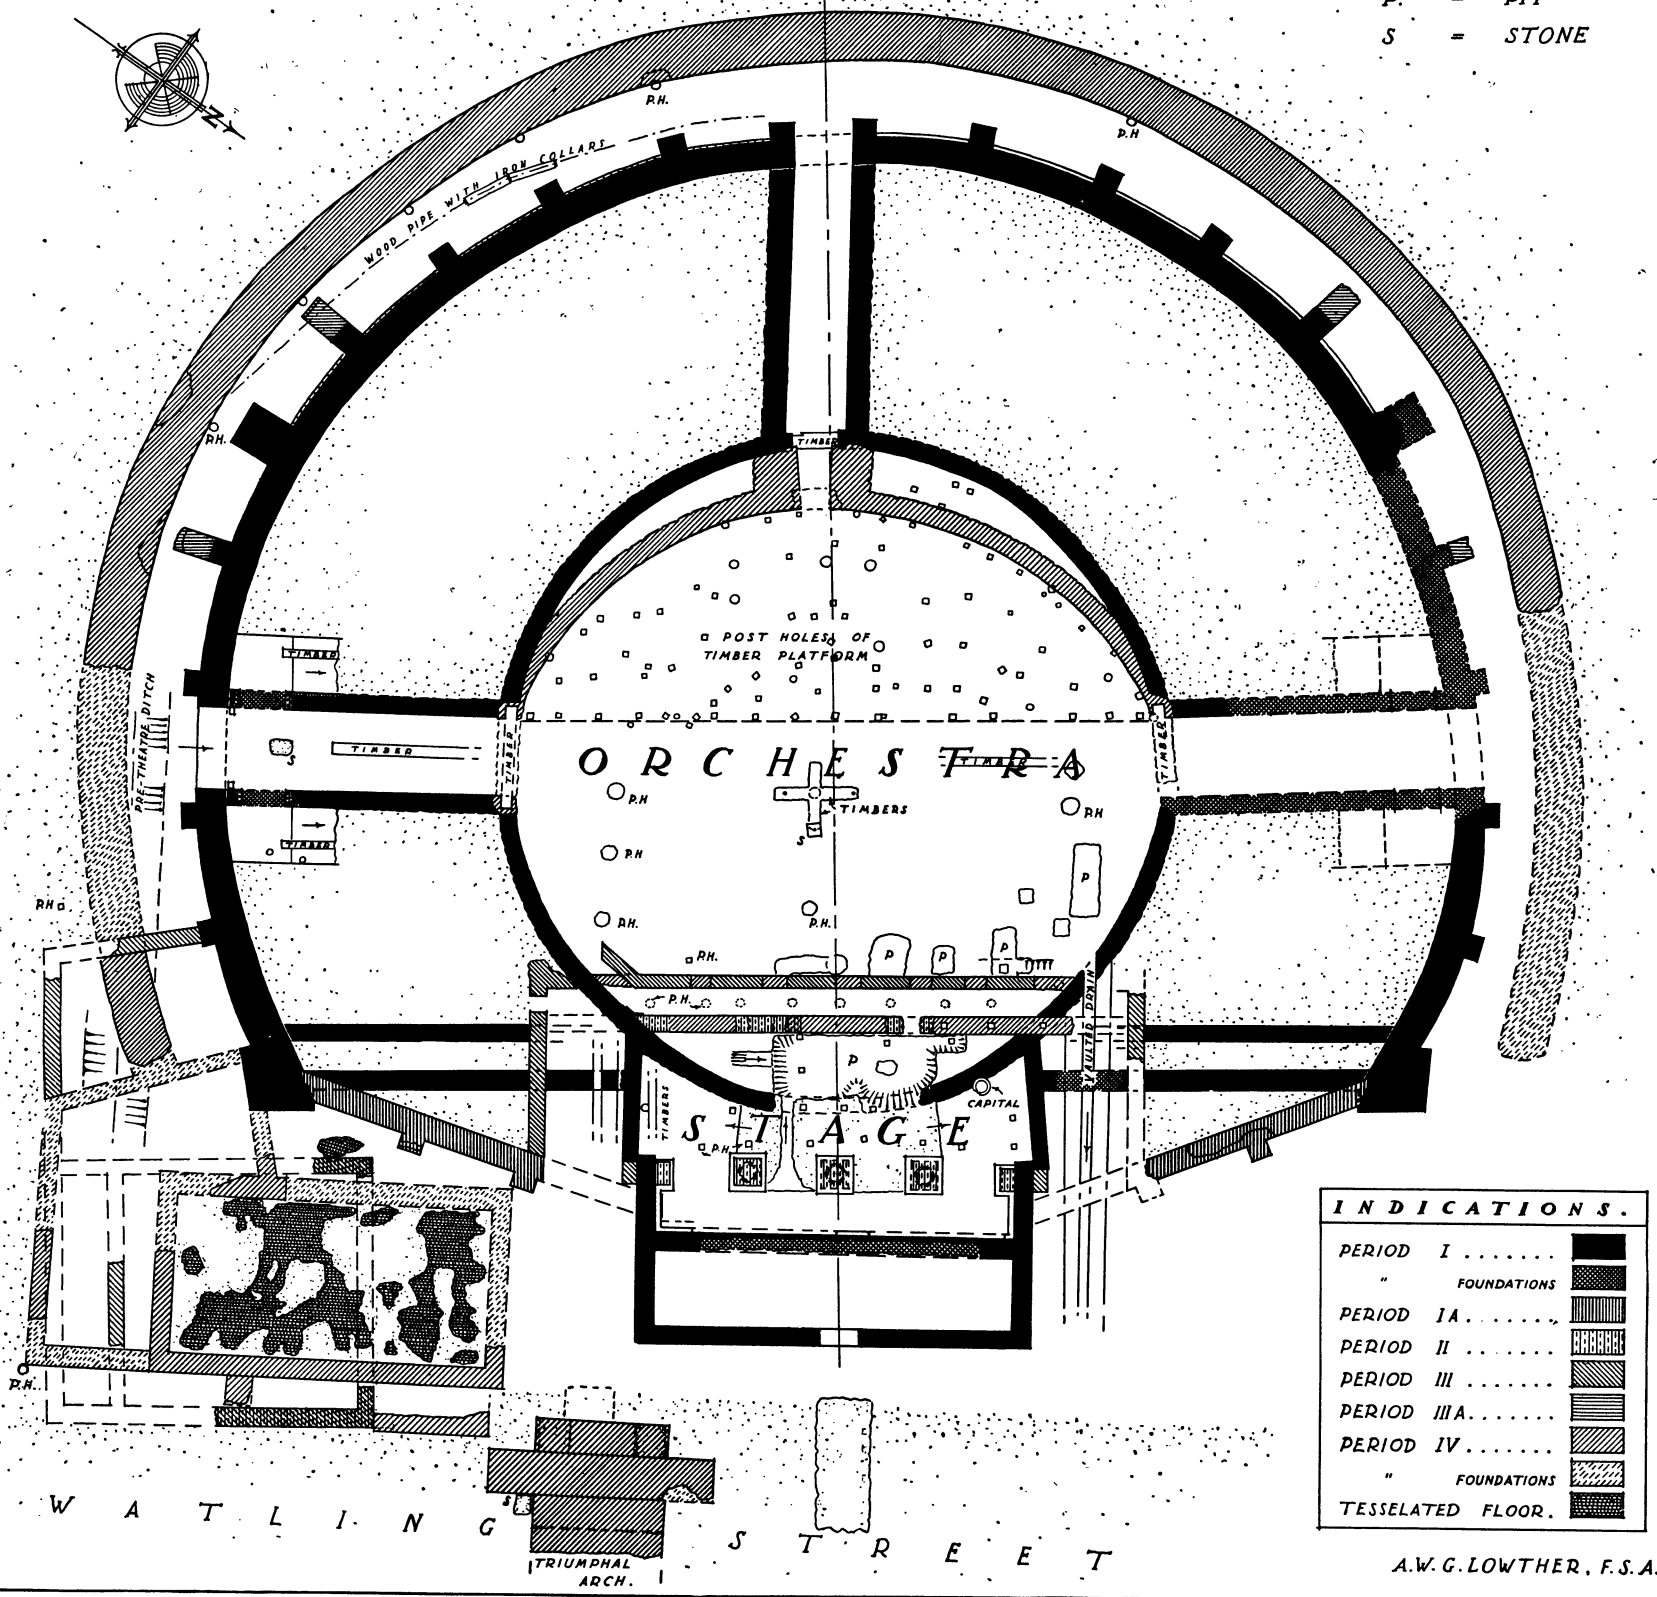 P. = PIT
S = STONE
N
P.H.
P.H
WOOD PIPE WITH IRON COLLARS
P.H.
TIMBER
POST HOLES OF
TIMBER PLATFORM
TIMBER
PRE-THEATRE DITCH
TIMBER
S
TIMBER
TIMBER
ORCHESTRA
TIMBER
TIMBER
P.H
TIMBERS
S
P.H
TIMBER
P.H
P
P.H.
P.H.
P.H.
P.H.
P
P
P
P.H.
VAULTED DRAIN
P
TIMBERS
CAPITAL
STAGE
P.H.
P.H.
INDICATIONS.
PERIOD I .......
" FOUNDATIONS
PERIOD IA .......
PERIOD II .......
PERIOD III .......
PERIOD IIIA.......
PERIOD IV .......
" FOUNDATIONS
TESSELATED FLOOR.
S
WATLING STREET
TRIUMPHAL
ARCH.
A.W.G. LOWTHER, F.S.A.